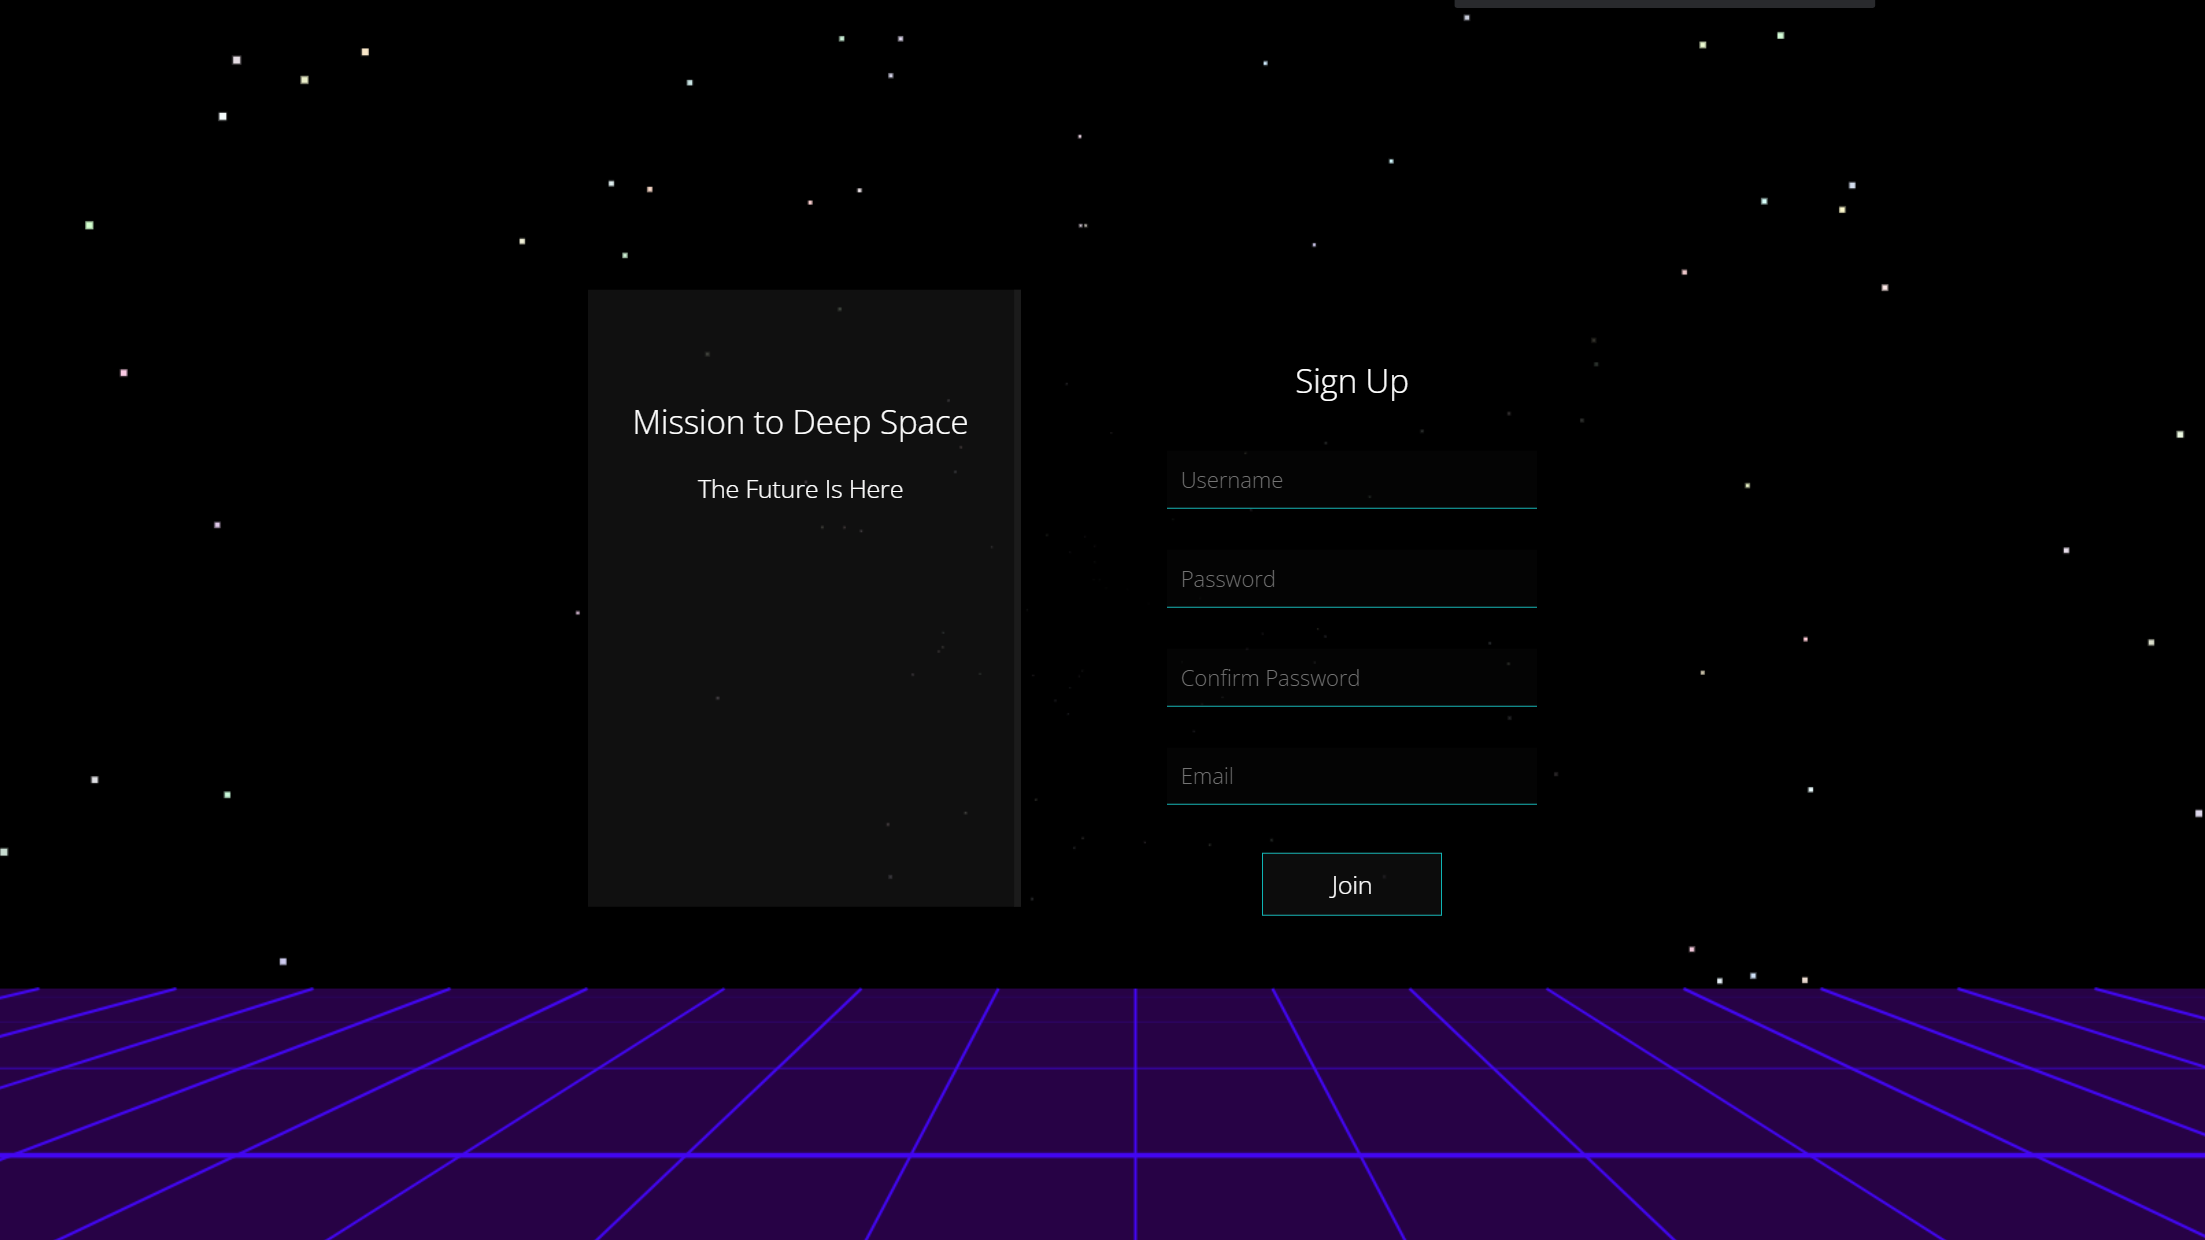 Mission to Deep Space
The Future Is Here
Sign Up
Username
Password
Confirm Password
Email
Join